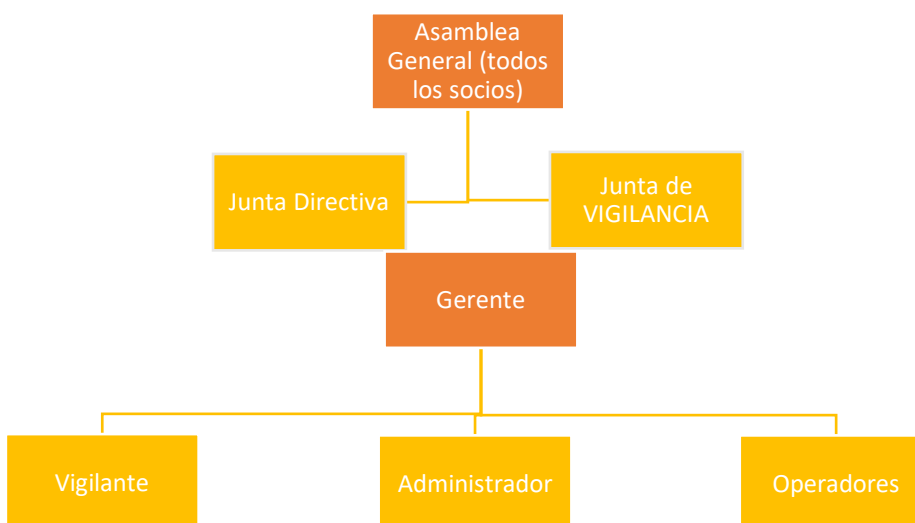 Asamblea
General (todos
los socios)
Junta Directiva
Junta de
VIGILANCIA
Gerente
Vigilante
Administrador
Operadores